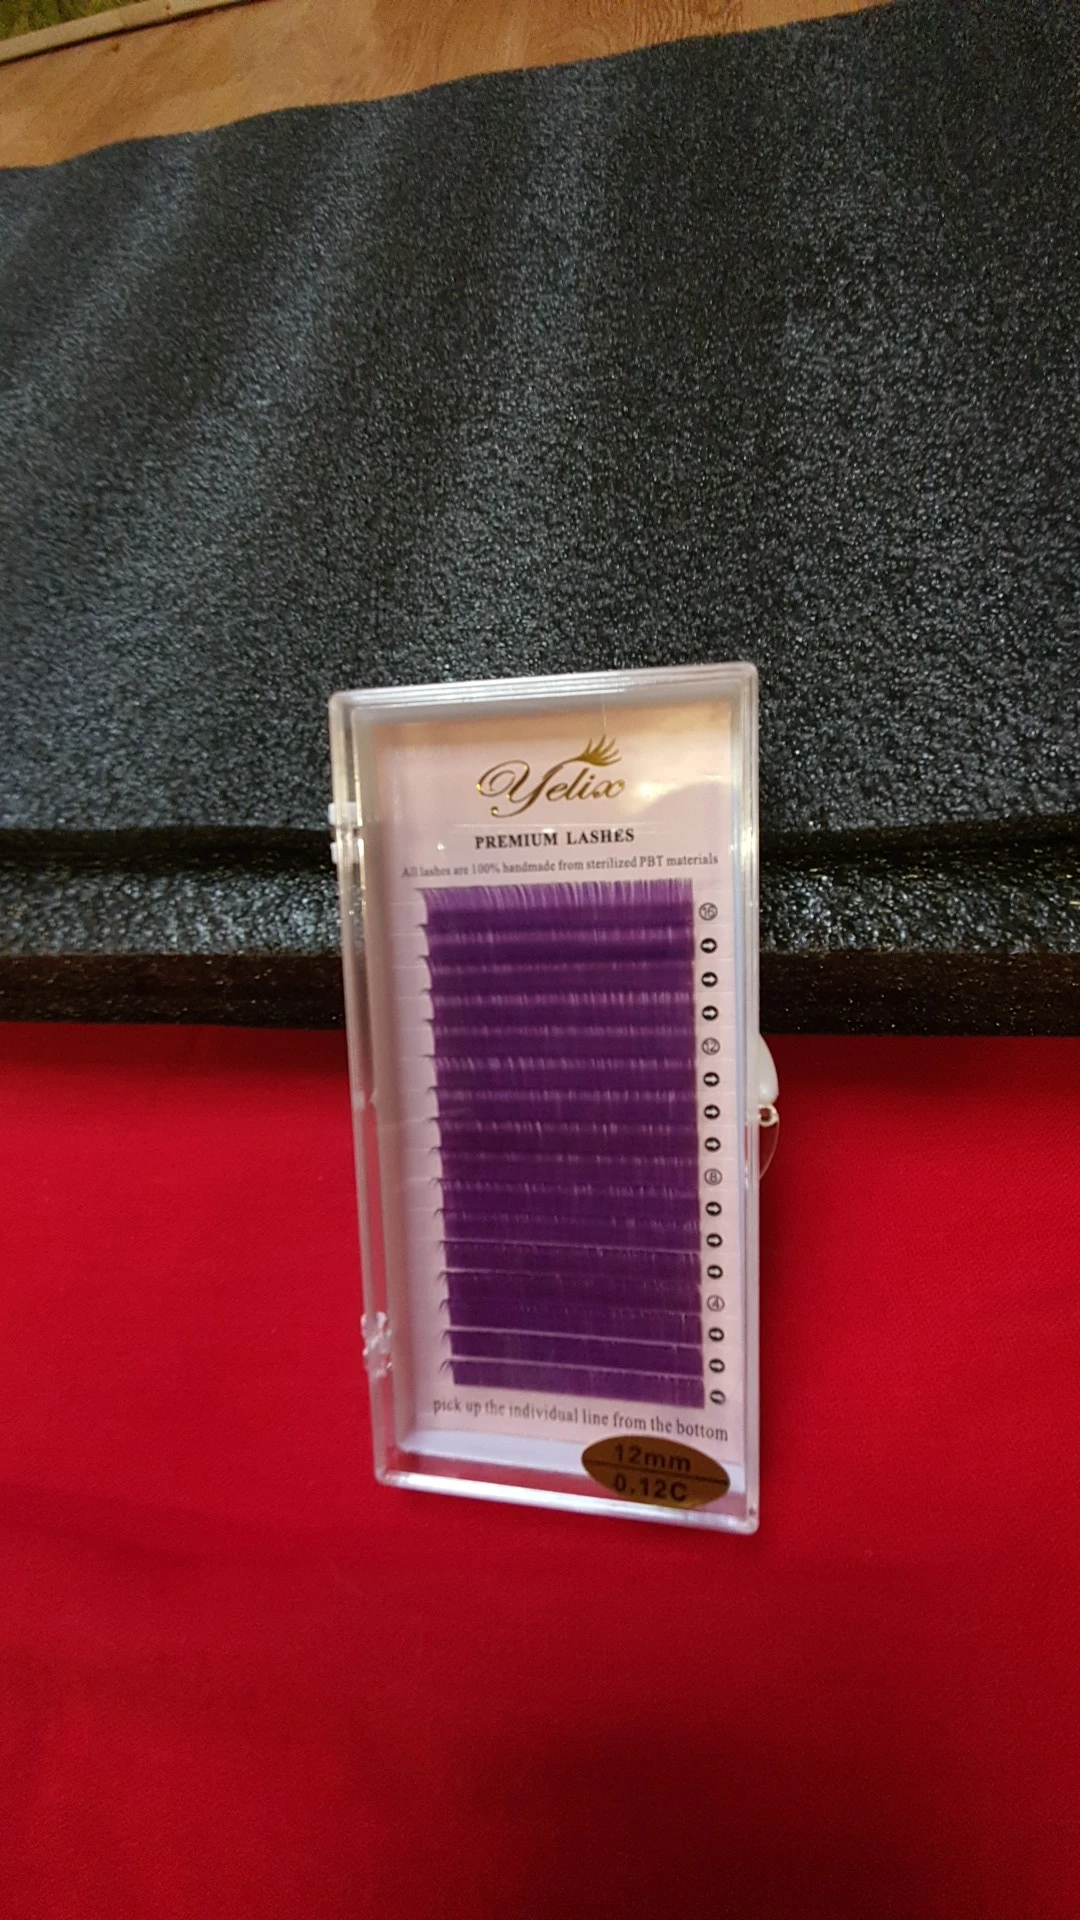 Yelix
PREMIUM LASHES
All lashes are 100% handmade from sterilized PBT materials
16
12
8
4
pick up the individual line from the bottom
12mm
0.12C